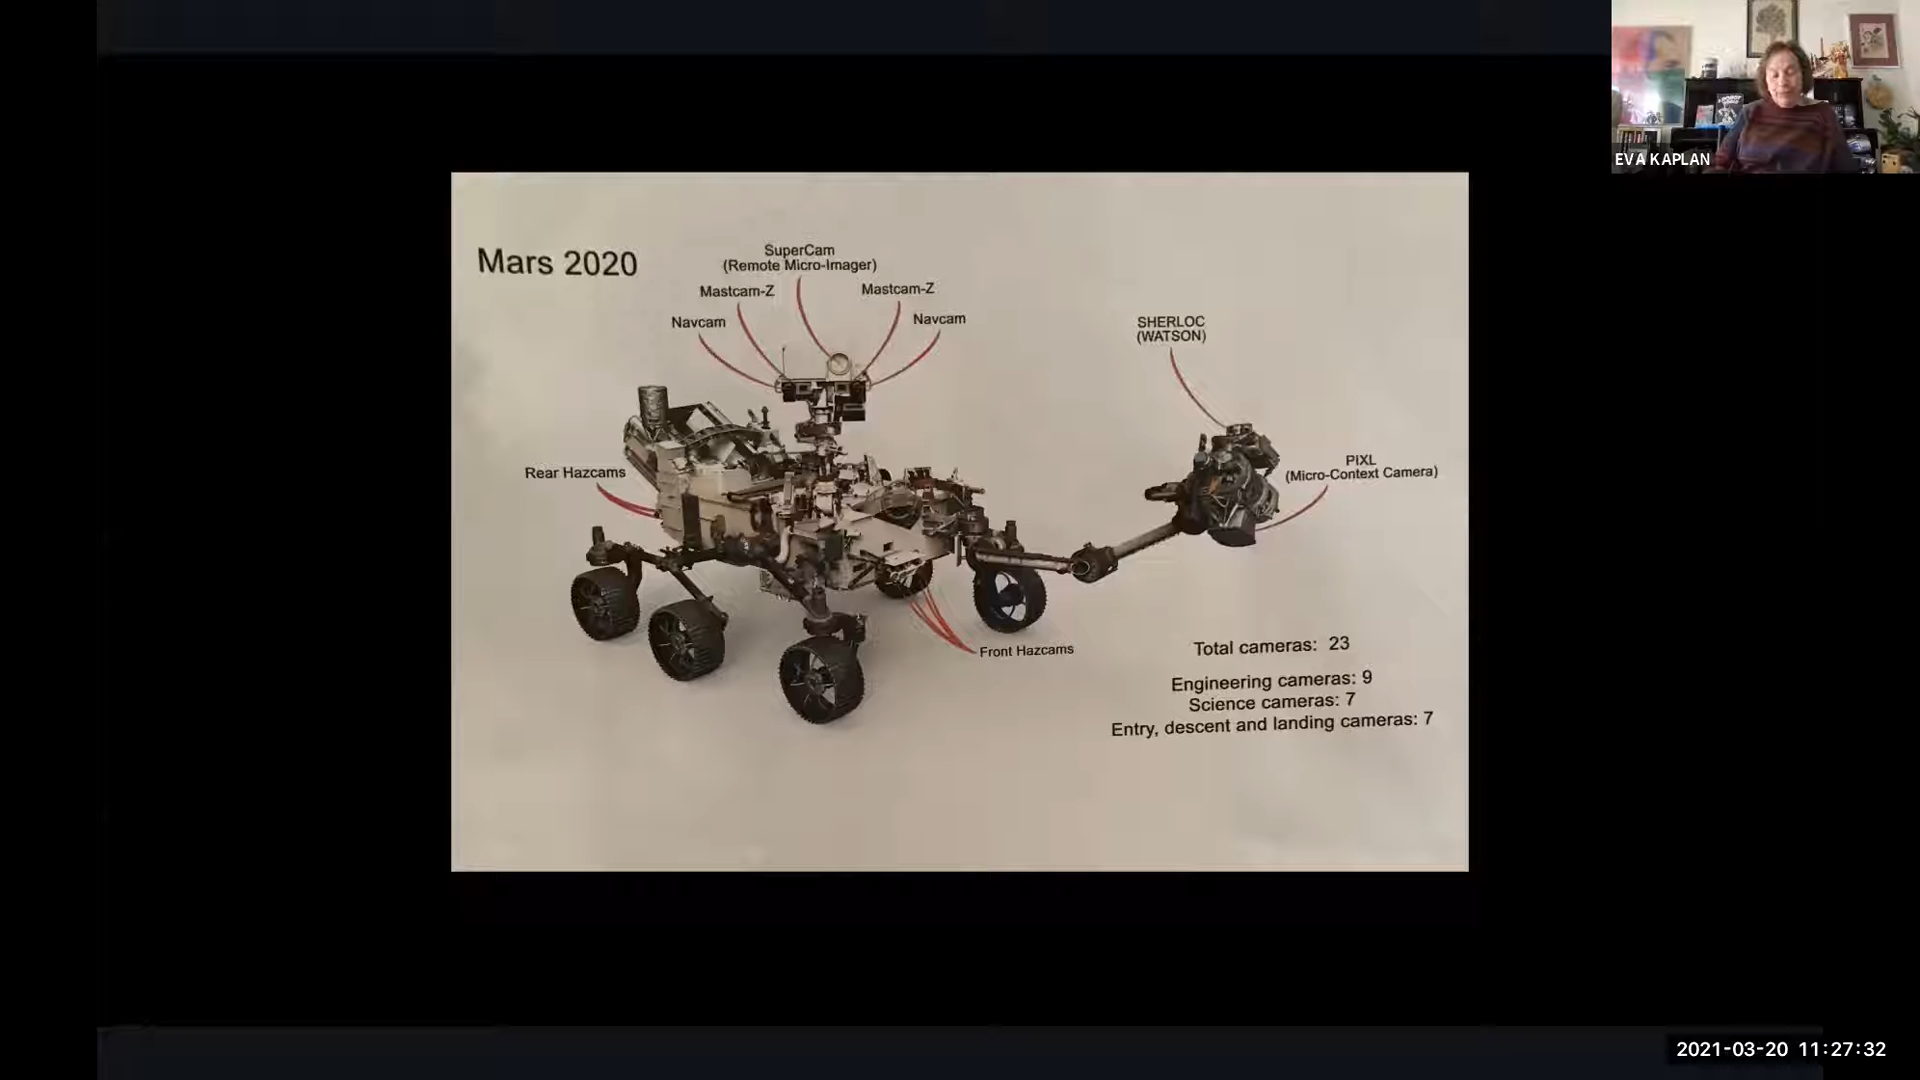 EVA KAPLAN
Mars 2020
SuperCam
(Remote Micro-Imager)
Mastcam-Z
Mastcam-Z
Navcam
Navcam
SHERLOC
(WATSON)
PIXL
(Micro-Context Camera)
Rear Hazcams
Front Hazcams
Total cameras: 23
Engineering cameras: 9
Science cameras: 7
Entry, descent and landing cameras: 7
2021-03-20 11:27:32